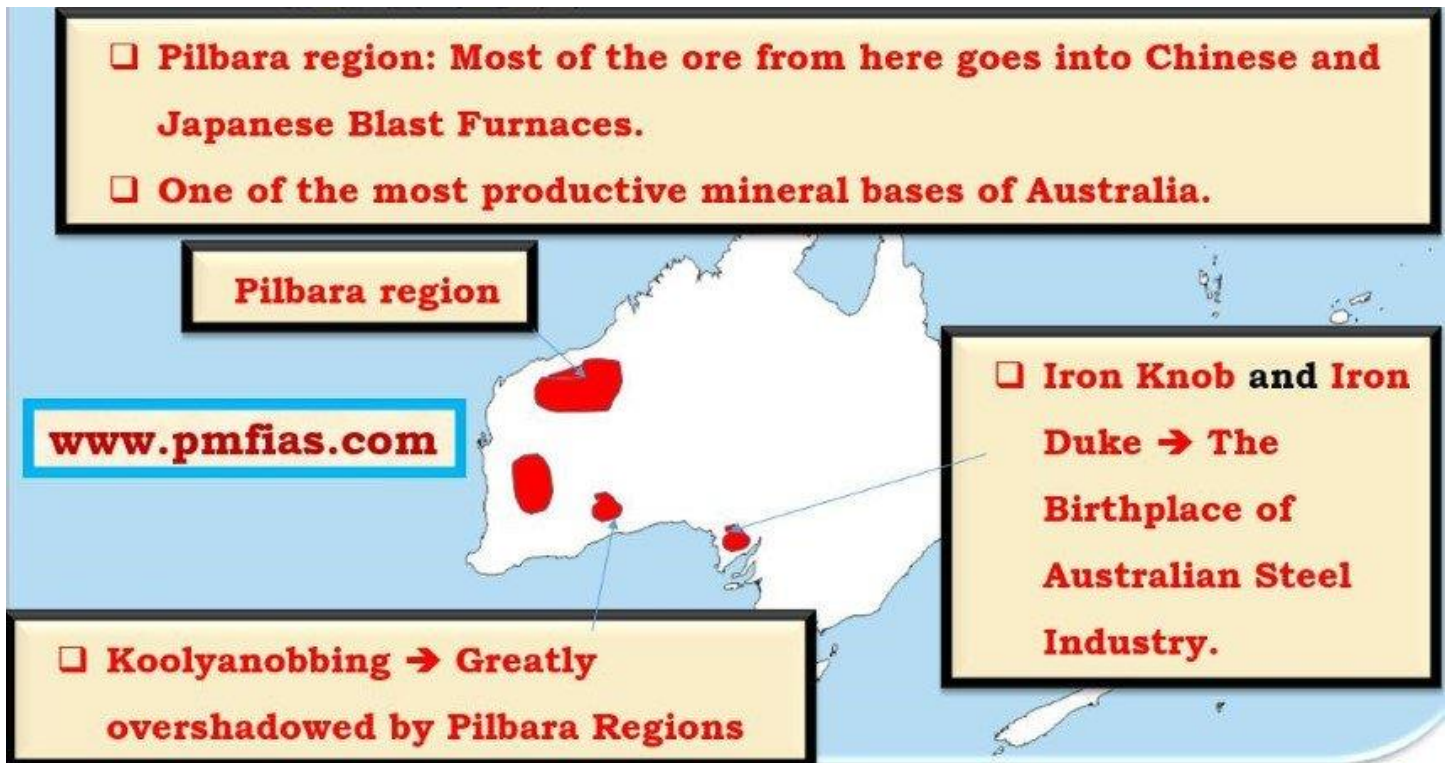 ❑ Pilbara region: Most of the ore from here goes into Chinese and
Japanese Blast Furnaces.
❑ One of the most productive mineral bases of Australia.
Pilbara region
www.pmfias.com
❑ Iron Knob and Iron
Duke ➔ The
Birthplace of
Australian Steel
Industry.
❑ Koolyanobbing ➔ Greatly
overshadowed by Pilbara Regions